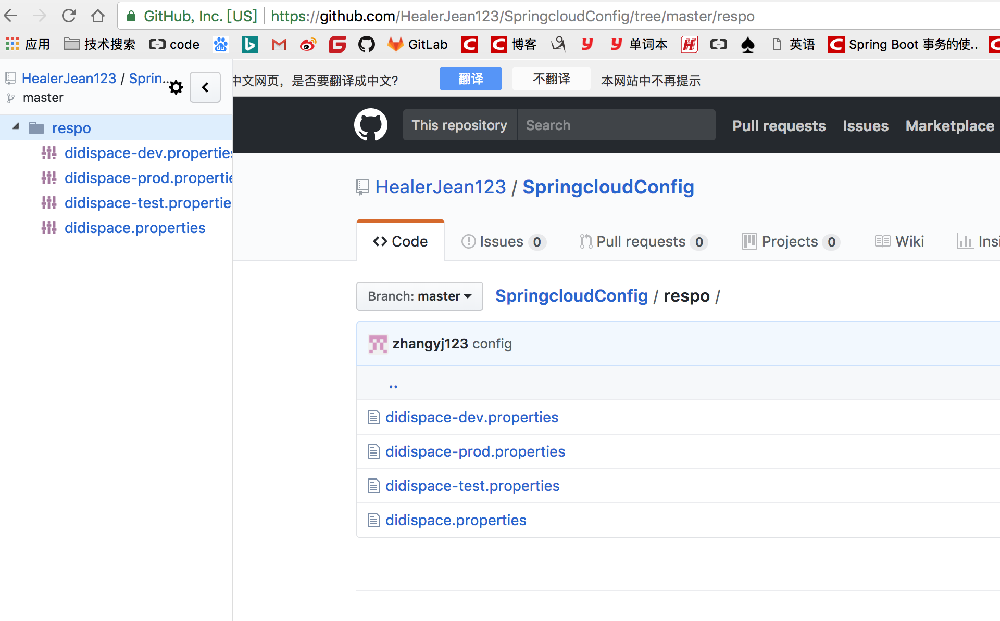 GitHub, Inc. [US] https://github.com/HealerJean123/SpringcloudConfig/tree/master/respo
应用 技术搜索 code du b GitLab C C 博客 y y 单词本 H 英语 C Spring Boot 事务的使... C
HealerJean123 / Sprin...
master
中文网页，是否要翻译成中文? 翻译 不翻译 本网站中不再提示
respo
didispace-dev.properties
didispace-prod.propertie
didispace-test.propertie
didispace.properties
This repository Search Pull requests Issues Marketplace
HealerJean123 / SpringcloudConfig
Code Issues 0 Pull requests 0 Projects 0 Wiki Insi
Branch: master SpringcloudConfig / respo /
zhangyj123 config
..
didispace-dev.properties
didispace-prod.properties
didispace-test.properties
didispace.properties